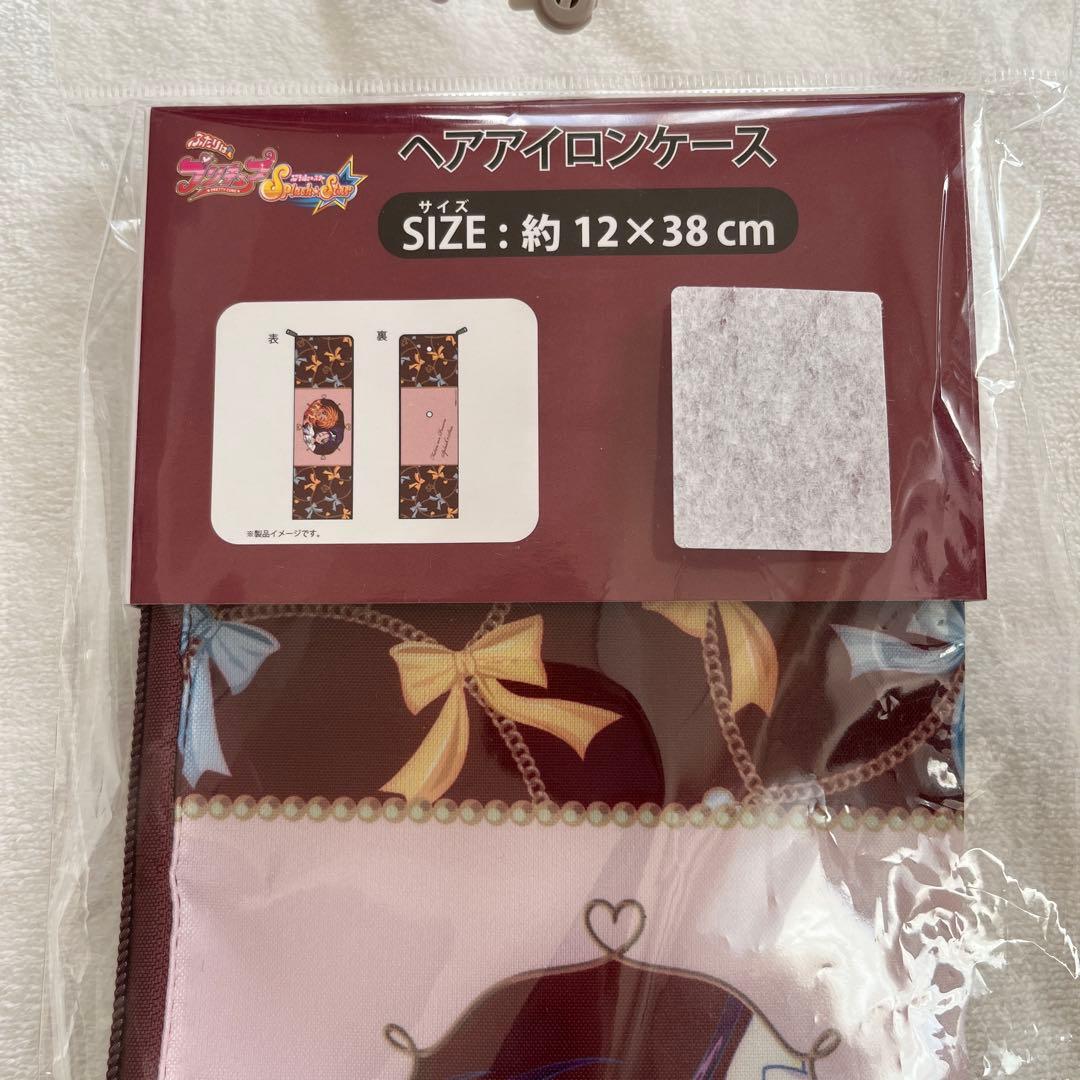 ふたりは
プリキュア
PRETTY CURE
Splash☆Star
ヘアアイロンケース
サイズ
SIZE : 約 12×38 cm
表
裏
※製品イメージです。